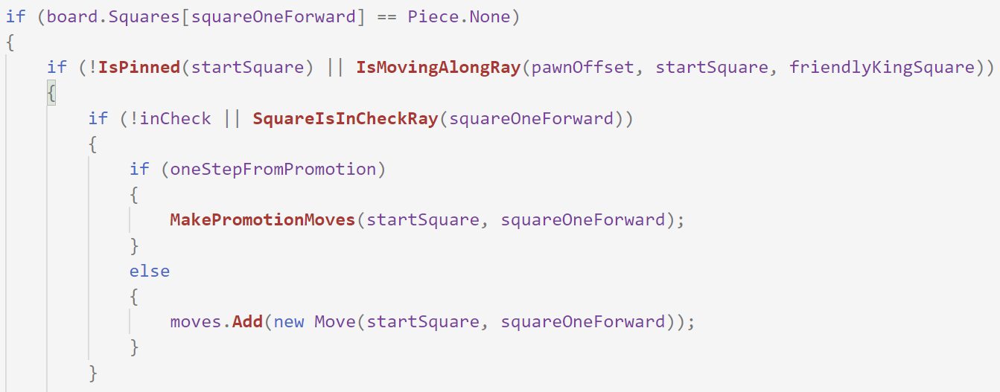 if (board.Squares[squareOneForward] == Piece.None)
{
    if (!IsPinned(startSquare) || IsMovingAlongRay(pawnOffset, startSquare, friendlyKingSquare))
    {
        if (!inCheck || SquareIsInCheckRay(squareOneForward))
        {
            if (oneStepFromPromotion)
            {
                MakePromotionMoves(startSquare, squareOneForward);
            }
            else
            {
                moves.Add(new Move(startSquare, squareOneForward));
            }
        }